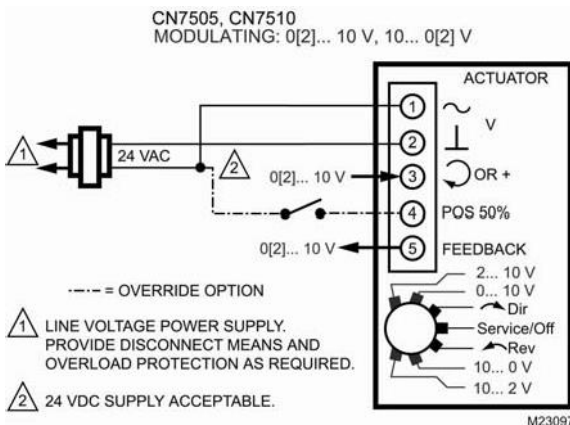 CN7505, CN7510
MODULATING: 0[2]... 10 V, 10... 0[2] V
ACTUATOR
1
V
2
1
24 VAC
2
0[2]... 10 V
3
OR +
4
POS 50%
0[2]... 10 V
5
FEEDBACK
2... 10 V
0... 10 V
Dir
Service/Off
Rev
10... 0 V
10... 2 V
= OVERRIDE OPTION
1 LINE VOLTAGE POWER SUPPLY.
PROVIDE DISCONNECT MEANS AND
OVERLOAD PROTECTION AS REQUIRED.
2 24 VDC SUPPLY ACCEPTABLE.
M23097